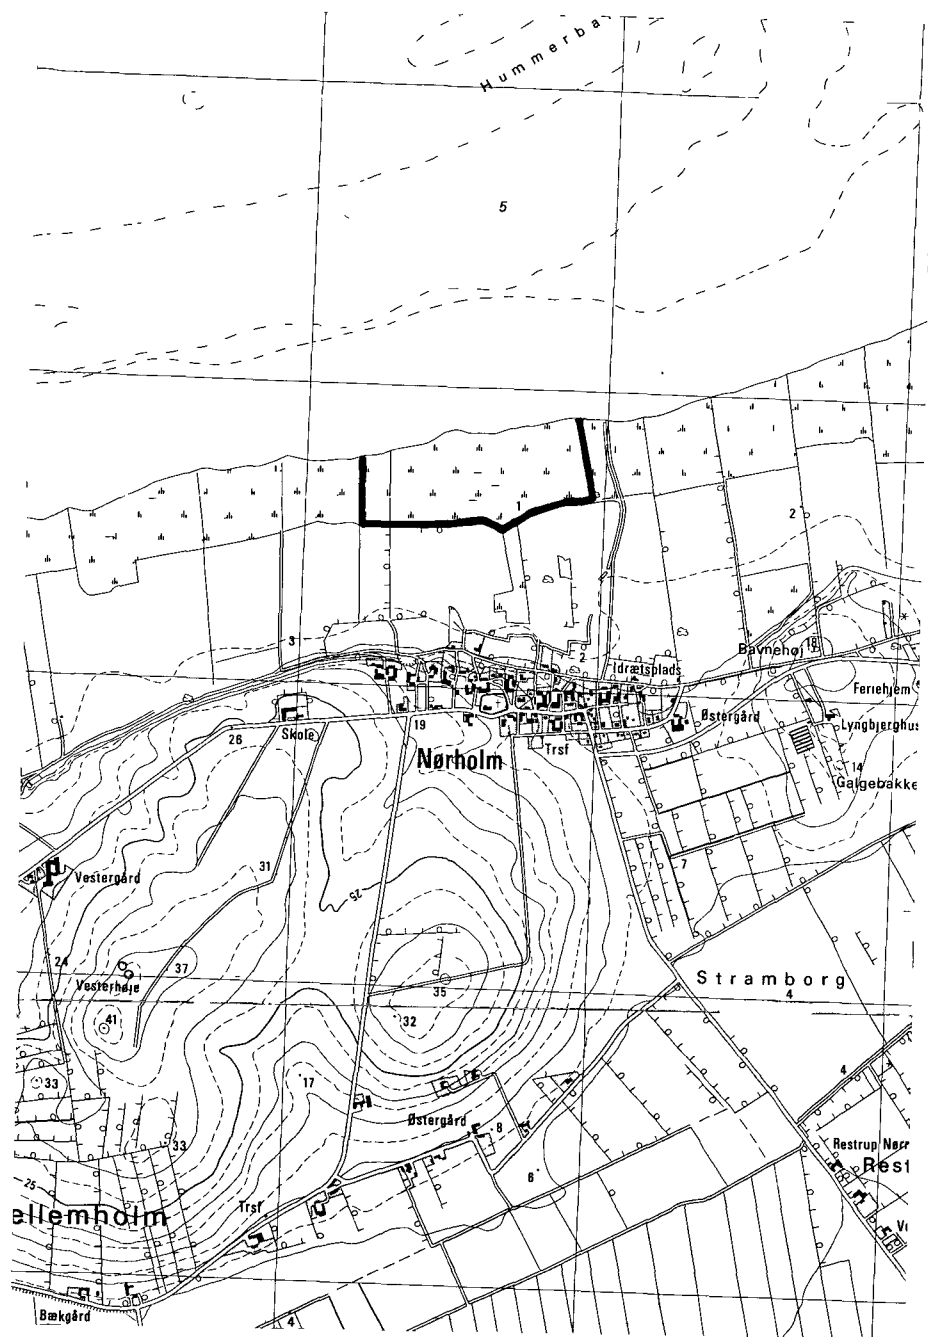 Hummerba
5
1
2
3
2
Idrætsplads
Bavnehøj
18
Feriehjem
Østergård
Lyngbjerghus
Skole
26
19
Nørholm
Trsf
14
Galgebakke
7
31
25
Vestergård
24
37
Vesterhøje
41
35
32
Stramborg
4
33
17
4
Østergård
8
33
Restrup Nørr
Rest
6
25
ellemholm
Trsf
Bækgård
4